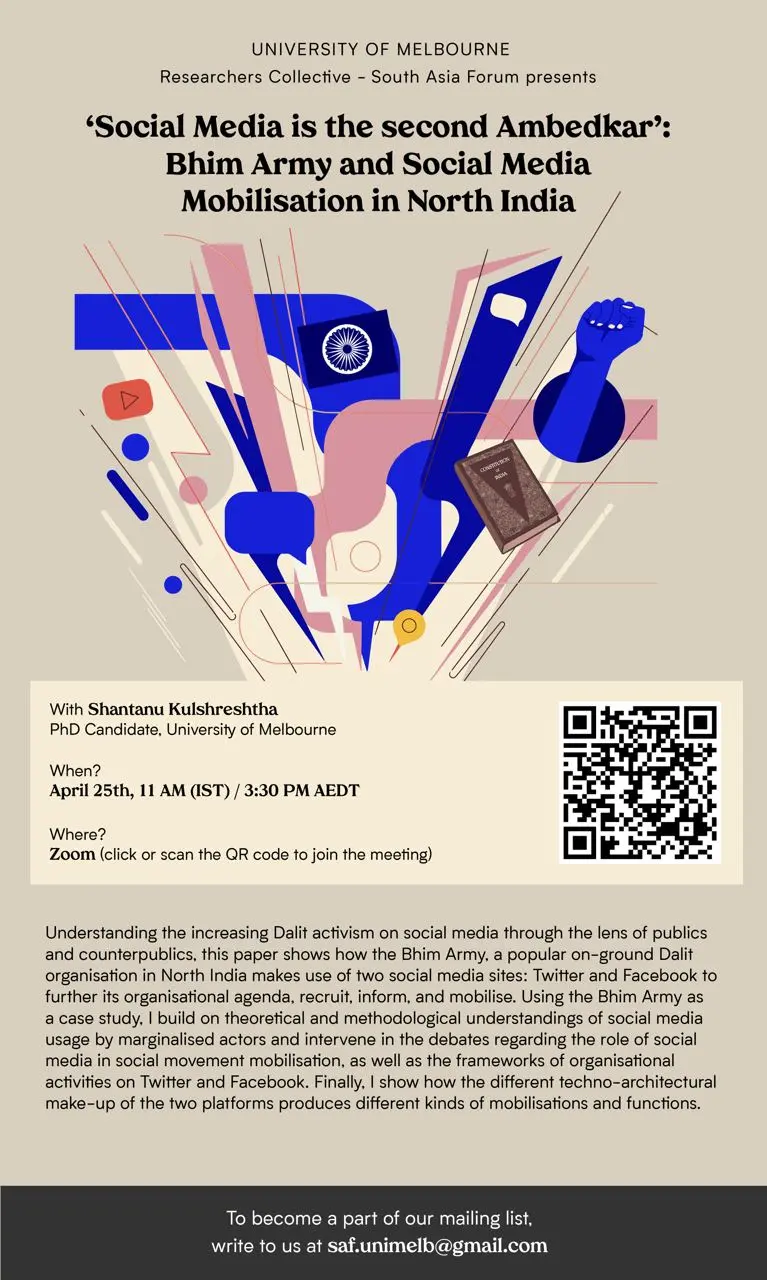 UNIVERSITY OF MELBOURNE
Researchers Collective - South Asia Forum presents
‘Social Media is the second Ambedkar’:
Bhim Army and Social Media
Mobilisation in North India
CONSTITUTION
OF
INDIA
With Shantanu Kulshreshtha
PhD Candidate, University of Melbourne
When?
April 25th, 11 AM (IST) / 3:30 PM AEDT
Where?
Zoom (click or scan the QR code to join the meeting)
Understanding the increasing Dalit activism on social media through the lens of publics
and counterpublics, this paper shows how the Bhim Army, a popular on-ground Dalit
organisation in North India makes use of two social media sites: Twitter and Facebook to
further its organisational agenda, recruit, inform, and mobilise. Using the Bhim Army as
a case study, I build on theoretical and methodological understandings of social media
usage by marginalised actors and intervene in the debates regarding the role of social
media in social movement mobilisation, as well as the frameworks of organisational
activities on Twitter and Facebook. Finally, I show how the different techno-architectural
make-up of the two platforms produces different kinds of mobilisations and functions.
To become a part of our mailing list,
write to us at saf.unimelb@gmail.com